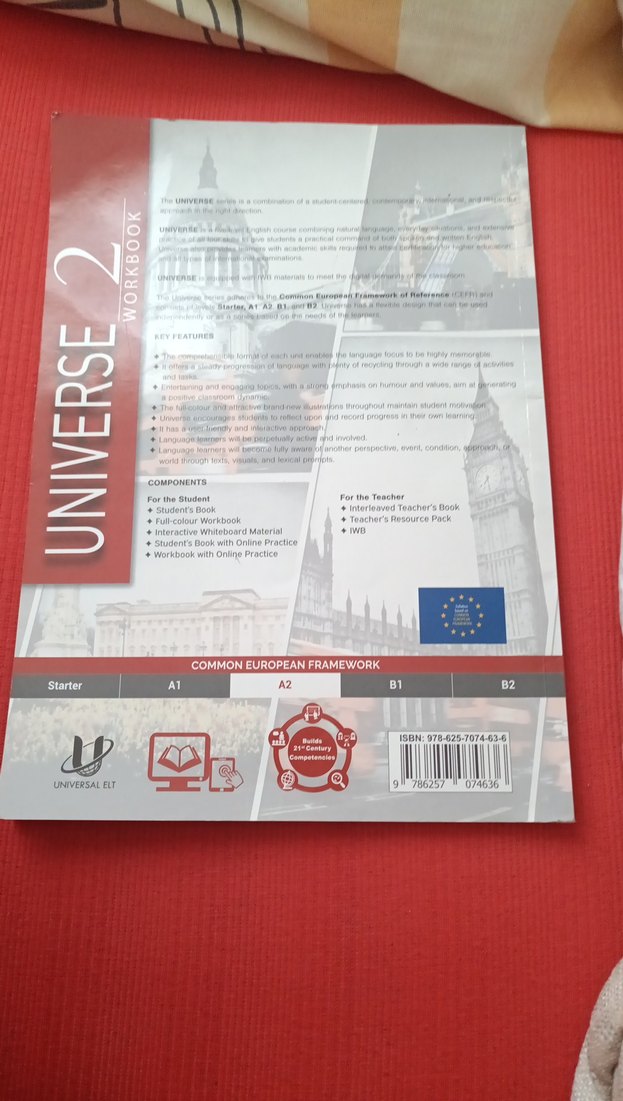 UNIVERSE 2
WORKBOOK
The UNIVERSE series is a combination of a student-centered, contemporary, international, and respectful
approach in the right direction.
UNIVERSE is a five-level English course combining natural language, everyday situations, and extensive
practice of all four skills to give students a practical command of both spoken and written English.
Universe also provides learners with academic skills required to attain preparation for higher education
and all types of international examinations.
UNIVERSE is equipped with materials to meet the digital demands of the classroom.
The Universe series adheres to the Common European Framework of Reference (CEFR) and
consists of levels Starter, A1, A2, B1, and B2. Universe has a flexible design that can be used
independently or as a series based on the needs of the learners.
KEY FEATURES
✦ The comprehensible format of each unit enables the language focus to be highly memorable.
✦ It offers a steady progression of language with plenty of recycling through a wide range of activities
and tasks.
✦ Entertaining and engaging topics, with a strong emphasis on humour and values, aim at generating
a positive classroom dynamic.
✦ The full-colour and attractive brand-new illustrations throughout maintain student motivation.
✦ Universe encourages students to reflect upon and record progress in their own learning.
✦ It has a user-friendly and interactive approach.
✦ Language learners will be perpetually active and involved.
✦ Language learners will become fully aware of another perspective, event, condition, approach, or
world through texts, visuals, and lexical prompts.
COMPONENTS
For the Student
✦ Student's Book
✦ Full-colour Workbook
✦ Interactive Whiteboard Material
✦ Student's Book with Online Practice
✦ Workbook with Online Practice
For the Teacher
✦ Interleaved Teacher's Book
✦ Teacher's Resource Pack
✦ IWB
COMMON EUROPEAN FRAMEWORK
Starter A1 A2 B1 B2
UNIVERSAL ELT
Builds
21st Century
Competencies
ISBN: 978-625-7074-63-6
9 786257 074636